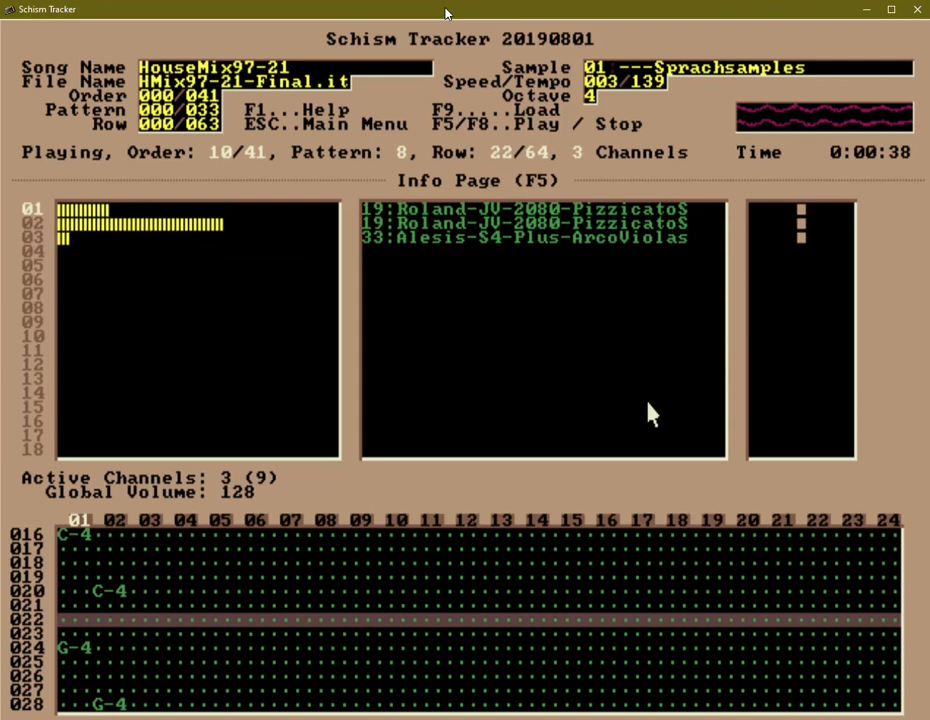 Schism Tracker
Schism Tracker 20190801
Song Name HouseMix97-21 Sample 01 ---Sprachsamples
File Name HMix97-21-Final.it Speed/Tempo 003/139
Order 000/041 Octave 4
Pattern 000/033 F1...Help F9.....Load
Row 000/063 ESC..Main Menu F5/F8..Play / Stop
Playing, Order: 10/41, Pattern: 8, Row: 22/64, 3 Channels Time 0:00:38
Info Page (F5)
01 19:Roland-JV-2080-PizzicatoS
02 19:Roland-JV-2080-PizzicatoS
03 33:Alesis-S4-Plus-ArcoViolas
04
05
06
07
08
09
10
11
12
13
14
15
16
17
18
Active Channels: 3 (9)
Global Volume: 128
01 02 03 04 05 06 07 08 09 10 11 12 13 14 15 16 17 18 19 20 21 22 23 24
016 C-4
017
018
019
020 C-4
021
022
023
024 G-4
025
026
027
028 G-4